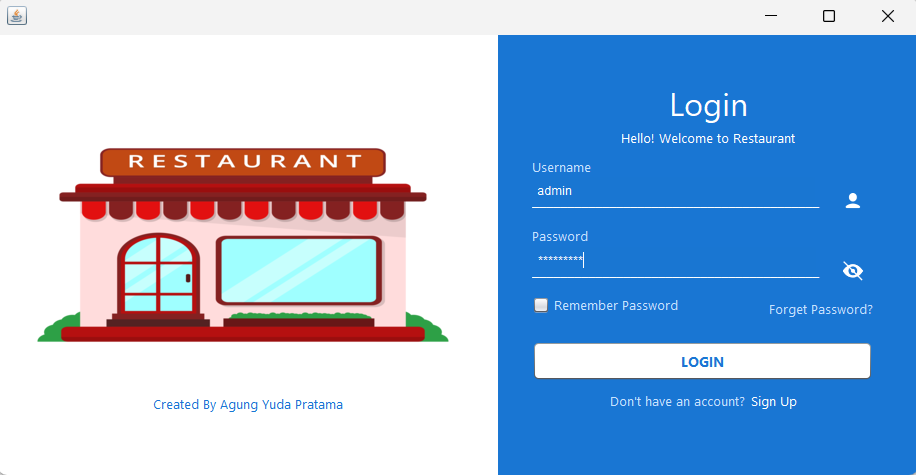 RESTAURANT
Created By Agung Yuda Pratama
Login
Hello! Welcome to Restaurant
Username
admin
Password
*********
Remember Password
Forget Password?
LOGIN
Don't have an account? Sign Up